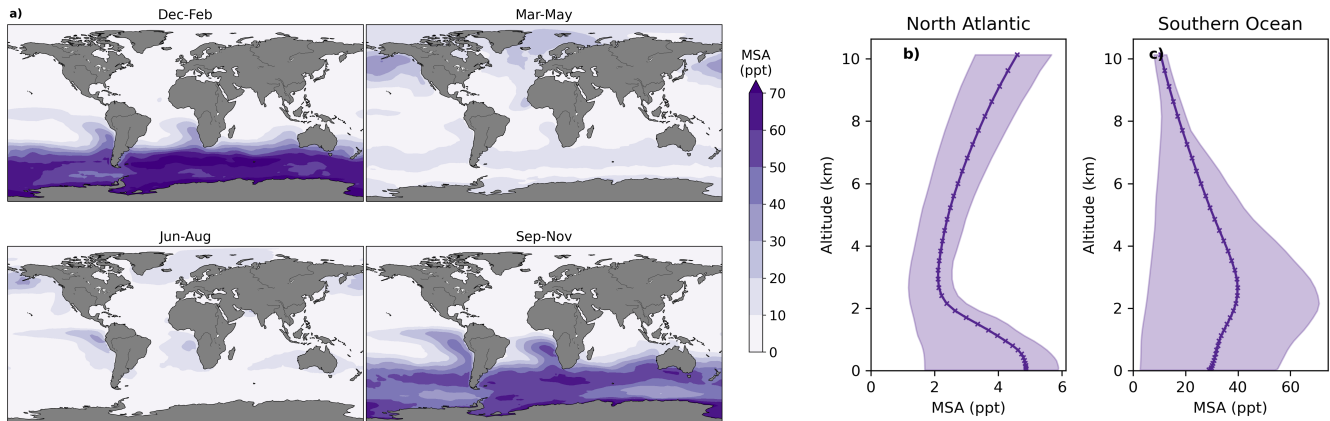 a)
Dec-Feb
Mar-May
Jun-Aug
Sep-Nov
MSA
(ppt)
70
60
50
40
30
20
10
0
North Atlantic
b)
10
8
6
4
2
0
Altitude (km)
0 2 4 6
MSA (ppt)
Southern Ocean
c)
10
8
6
4
2
0
Altitude (km)
0 20 40 60
MSA (ppt)